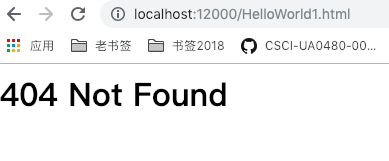 localhost:12000/HelloWorld1.html
应用 老书签 书签2018 CSCI-UA0480-00...
404 Not Found